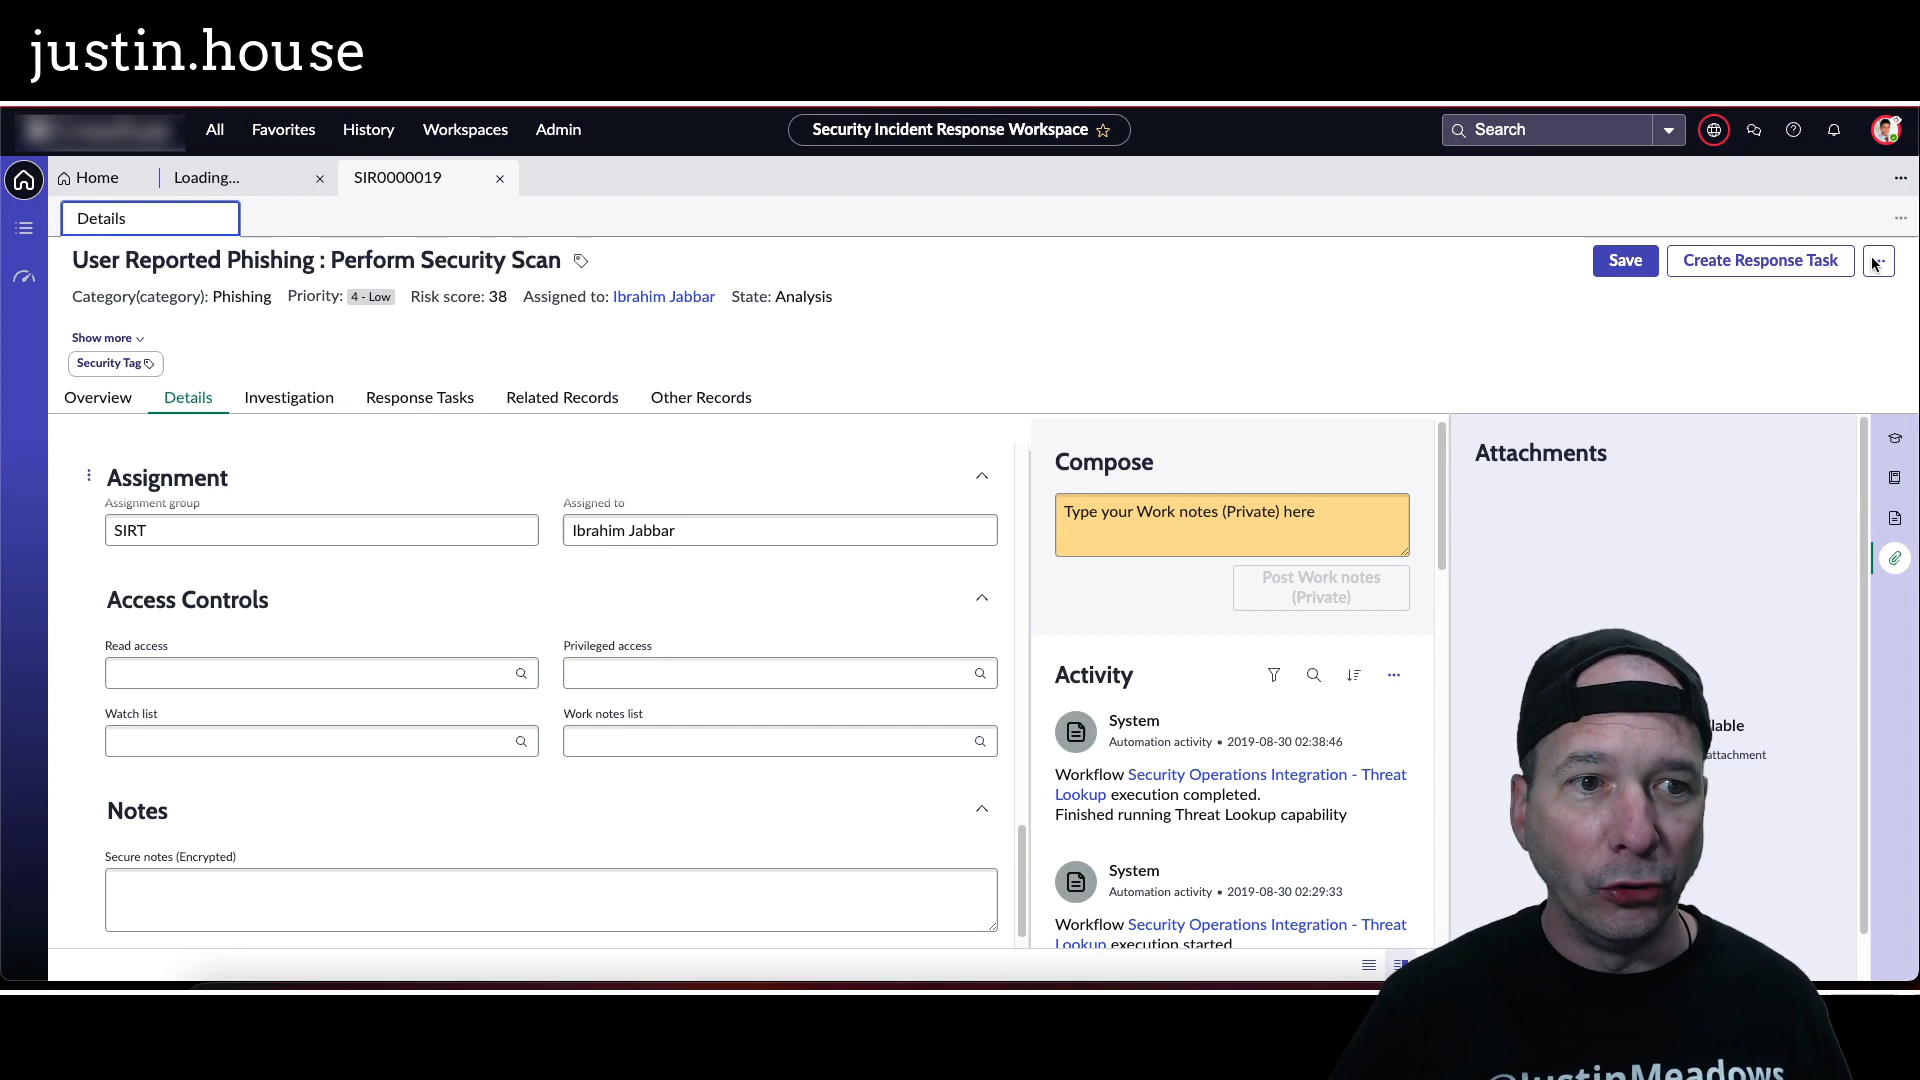 justin.house
All Favorites History Workspaces Admin
Security Incident Response Workspace
Search
Home
Loading...
SIR0000019
Details
User Reported Phishing : Perform Security Scan
Save
Create Response Task
Category(category): Phishing Priority: 4 - Low Risk score: 38 Assigned to: Ibrahim Jabbar State: Analysis
Show more
Security Tag
Overview Details Investigation Response Tasks Related Records Other Records
Assignment
Assignment group
SIRT
Assigned to
Ibrahim Jabbar
Access Controls
Read access
Privileged access
Watch list
Work notes list
Notes
Secure notes (Encrypted)
Compose
Type your Work notes (Private) here
Post Work notes
(Private)
Activity
System
Automation activity • 2019-08-30 02:38:46
Workflow Security Operations Integration - Threat
Lookup execution completed.
Finished running Threat Lookup capability
System
Automation activity • 2019-08-30 02:29:33
Workflow Security Operations Integration - Threat
Lookup execution started
Attachments
lable
attachment
@JustinMeadows